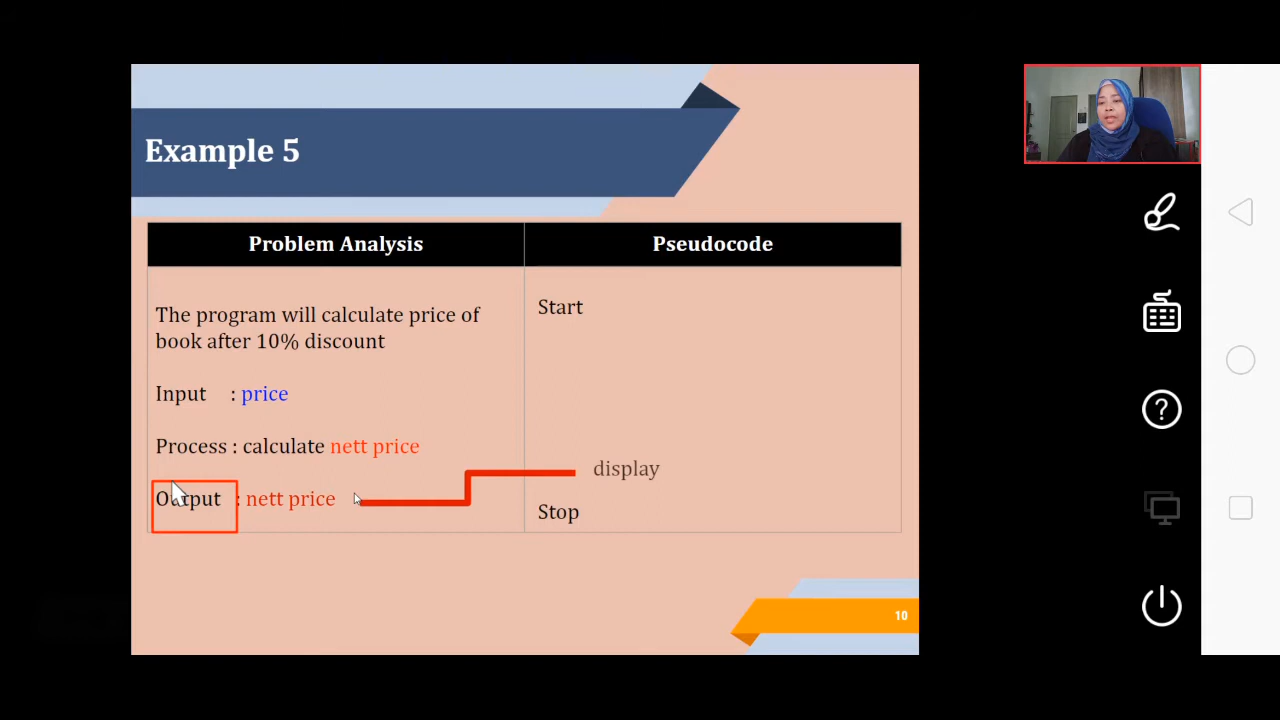 Example 5
Problem Analysis
Pseudocode
The program will calculate price of
book after 10% discount
Input : price
Process : calculate nett price
Output : nett price
Start
display
Stop
10